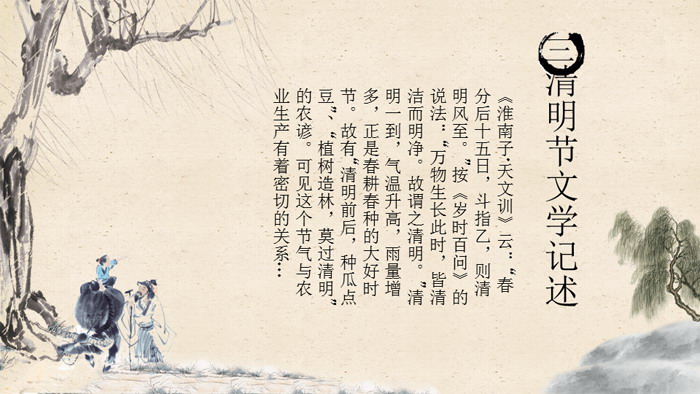 三
清明节文学记述
《淮南子·天文训》云：“春
分后十五日，斗指乙，则清
明风至。”按《岁时百问》的
说法：“万物生长此时，皆清
洁而明净。故谓之清明。”清
明一到，气温升高，雨量增
多，正是春耕春种的大好时
节。故有“清明前后，种瓜点
豆”、“植树造林，莫过清明”
的农谚。可见这个节气与农
业生产有着密切的关系…